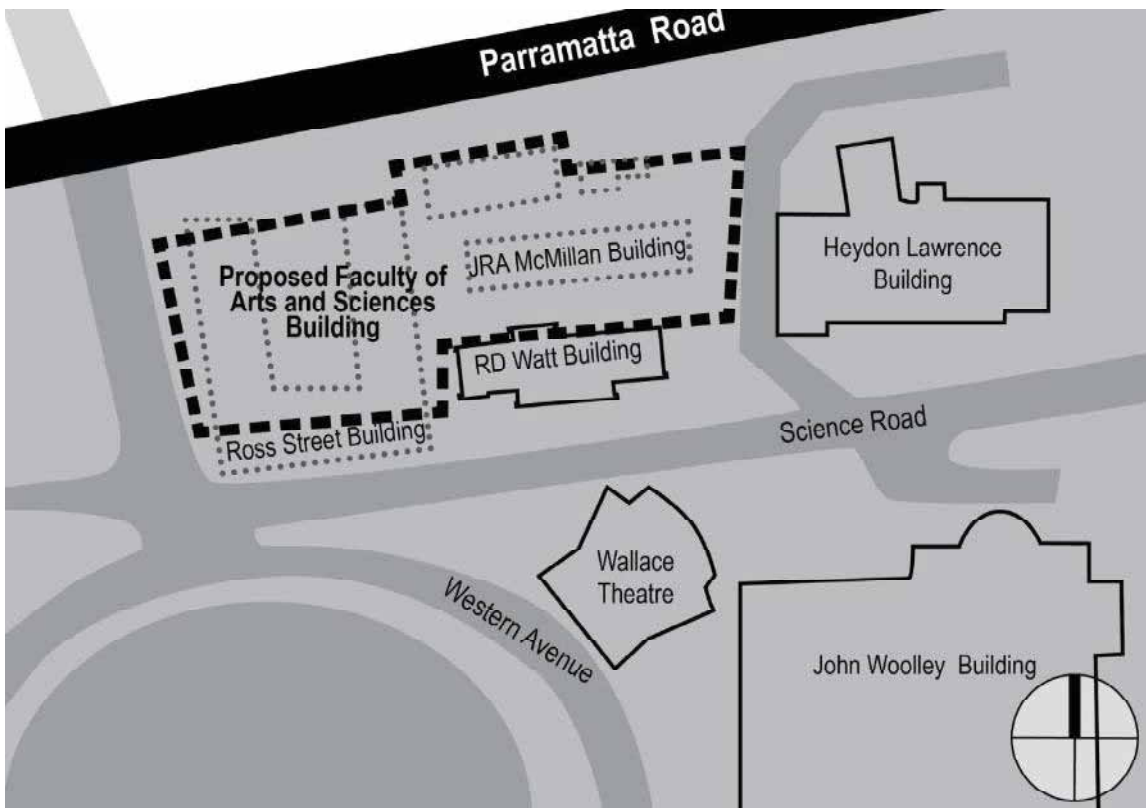 Parramatta Road
JRA McMillan Building
Heydon Lawrence
Building
Proposed Faculty of
Arts and Sciences
Building
RD Watt Building
Ross Street Building
Science Road
Wallace
Theatre
Western Avenue
John Woolley Building